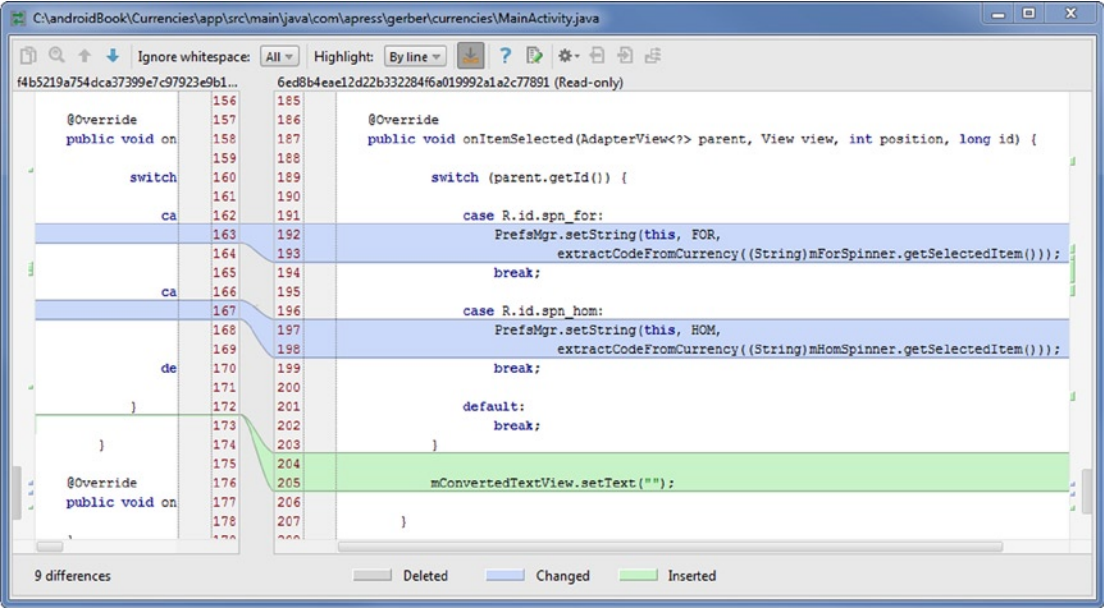 C:\androidBook\Currencies\app\src\main\java\com\apress\gerber\currencies\MainActivity.java
Ignore whitespace: All Highlight: By line ?
f4b5219a754dca37399e7c97923e9b1... 6ed8b4eae12d22b332284f6a019992a1a2c77891 (Read-only)
156 185
@Override 157 186 @Override
public void on 158 187 public void onItemSelected(AdapterView<?> parent, View view, int position, long id) {
159 188
switch 160 189 switch (parent.getId()) {
161 190
ca 162 191 case R.id.spn_for:
163 192 PrefsMgr.setString(this, FOR,
164 193 extractCodeFromCurrency((String)mForSpinner.getSelectedItem()));
165 194 break;
ca 166 195
167 196 case R.id.spn_hom:
168 197 PrefsMgr.setString(this, HOM,
169 198 extractCodeFromCurrency((String)mHomSpinner.getSelectedItem()));
de 170 199 break;
171 200
} 172 201 default:
173 202 break;
} 174 203 }
175 204
@Override 176 205 mConvertedTextView.setText("");
public void on 177 206
178 207 }
9 differences Deleted Changed Inserted